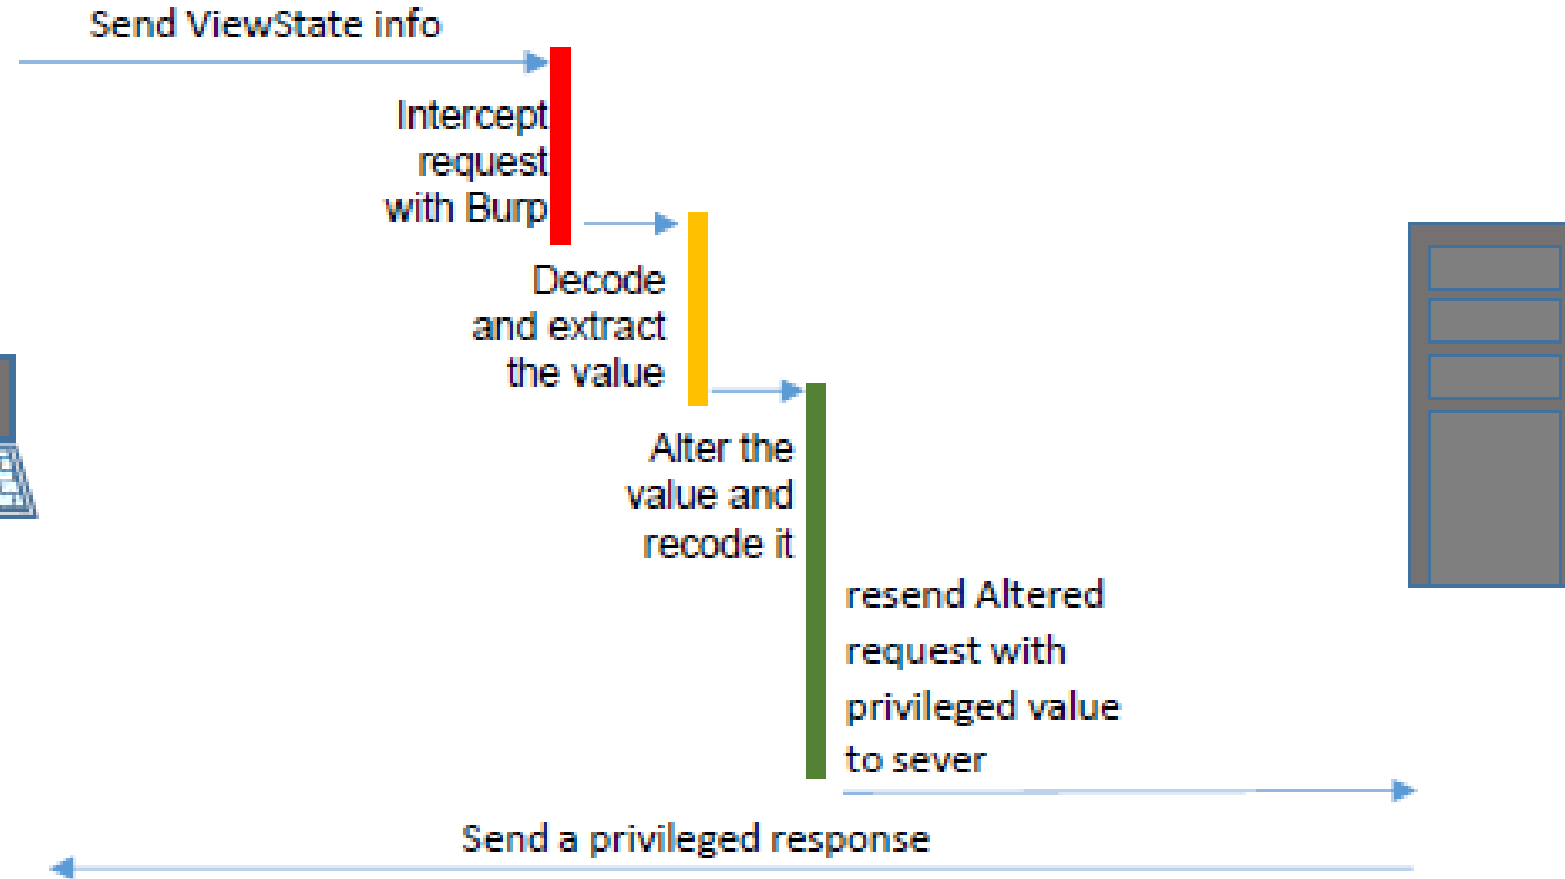 Send ViewState info
Intercept
request
with Burp
Decode
and extract
the value
Alter the
value and
recode it
resend Altered
request with
privileged value
to sever
Send a privileged response